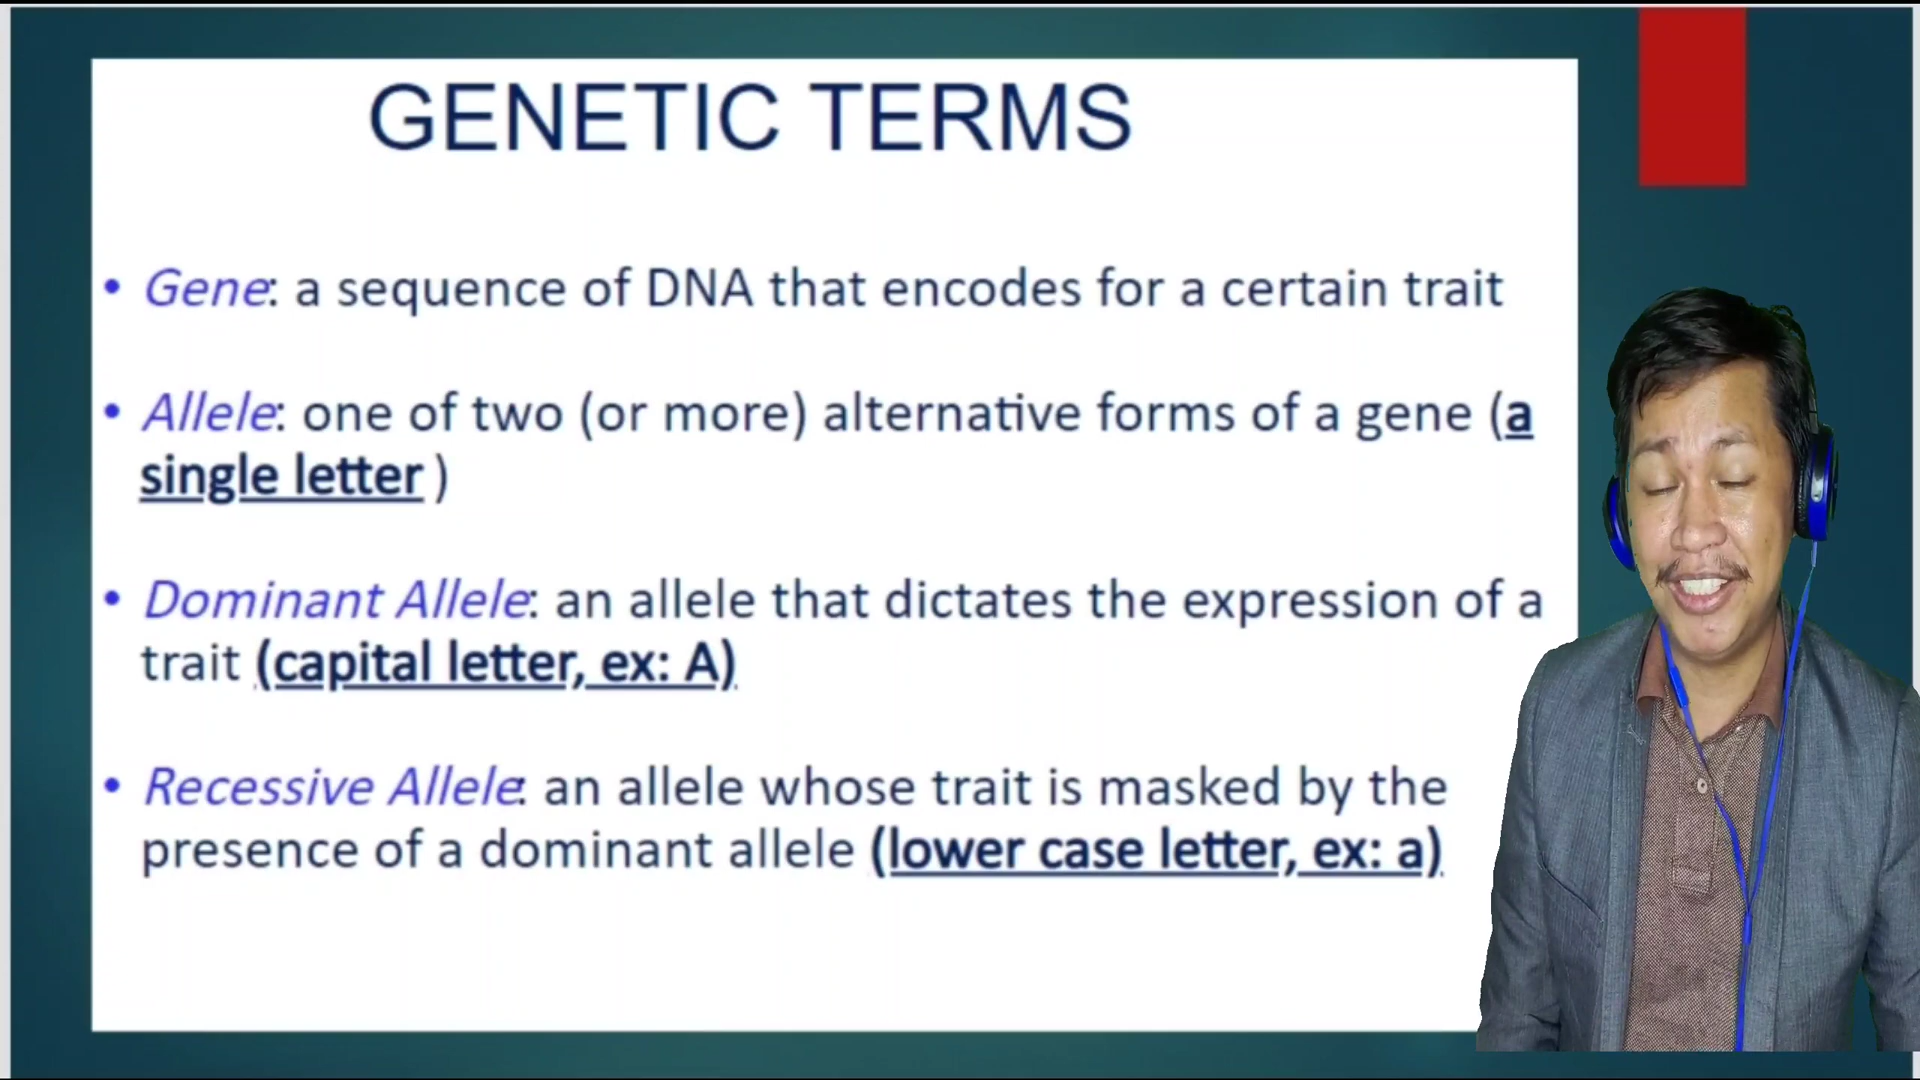 GENETIC TERMS
• Gene: a sequence of DNA that encodes for a certain trait
• Allele: one of two (or more) alternative forms of a gene (a
single letter )
• Dominant Allele: an allele that dictates the expression of a
trait (capital letter, ex: A)
• Recessive Allele: an allele whose trait is masked by the
presence of a dominant allele (lower case letter, ex: a)